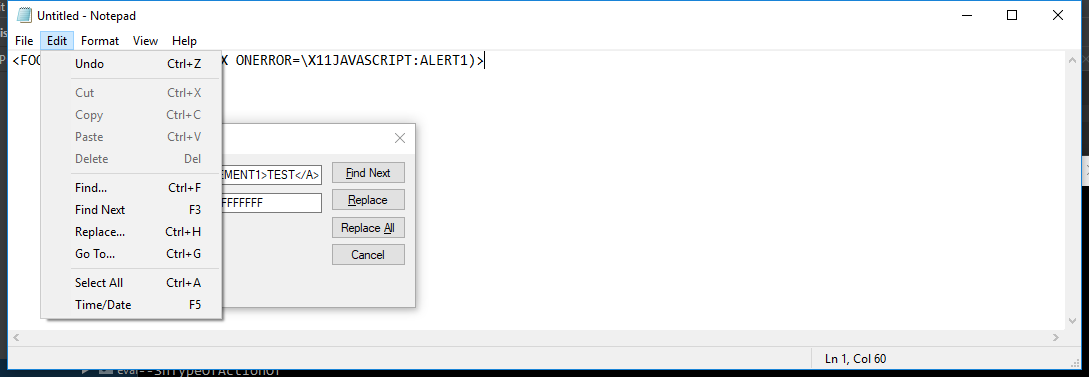 Untitled - Notepad
File Edit Format View Help
<FOO X ONERROR=\X11JAVASCRIPT:ALERT1)>
Undo Ctrl+Z
Cut Ctrl+X
Copy Ctrl+C
Paste Ctrl+V
Delete Del
Find... Ctrl+F
Find Next F3
Replace... Ctrl+H
Go To... Ctrl+G
Select All Ctrl+A
Time/Date F5
EMENT1>TEST</A>
FFFFFFF
Find Next
Replace
Replace All
Cancel
Ln 1, Col 60